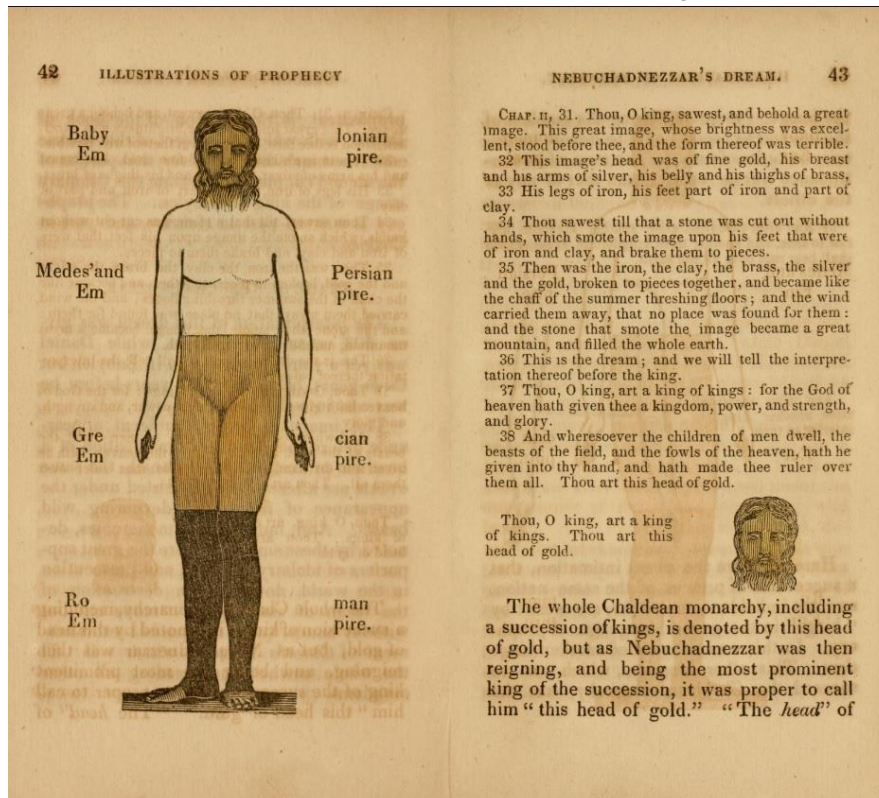 42 ILLUSTRATIONS OF PROPHECY
Baby lonian
Em pire.
Medes'and Persian
Em pire.
Gre cian
Em pire.
Ro man
Em pire.
NEBUCHADNEZZAR'S DREAM. 43
CHAP. II, 31. Thou, O king, sawest, and behold a great
image. This great image, whose brightness was excel-
lent, stood before thee, and the form thereof was terrible.
32 This image's head was of fine gold, his breast
and his arms of silver, his belly and his thighs of brass,
33 His legs of iron, his feet part of iron and part of
clay.
34 Thou sawest till that a stone was cut out without
hands, which smote the image upon his feet that were
of iron and clay, and brake them to pieces.
35 Then was the iron, the clay, the brass, the silver
and the gold, broken to pieces together, and became like
the chaff of the summer threshing floors ; and the wind
carried them away, that no place was found for them :
and the stone that smote the image became a great
mountain, and filled the whole earth.
36 This is the dream ; and we will tell the interpre-
tation thereof before the king.
37 Thou, O king, art a king of kings : for the God of
heaven hath given thee a kingdom, power, and strength,
and glory.
38 And wheresoever the children of men dwell, the
beasts of the field, and the fowls of the heaven, hath he
given into thy hand, and hath made thee ruler over
them all. Thou art this head of gold.
Thou, O king, art a king
of kings. Thou art this
head of gold.
The whole Chaldean monarchy, including
a succession of kings, is denoted by this head
of gold, but as Nebuchadnezzar was then
reigning, and being the most prominent
king of the succession, it was proper to call
him “ this head of gold.” “ The head” of